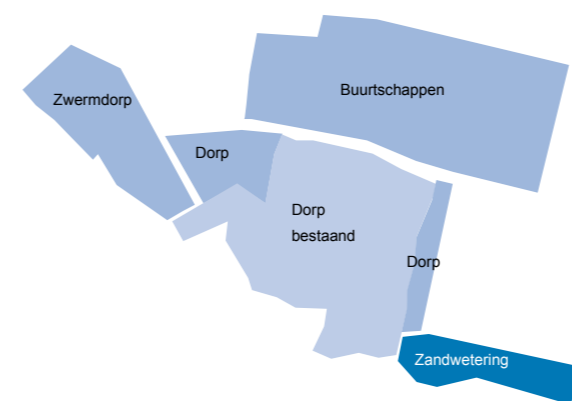 Buurtschappen
Zwermdorp
Dorp
Dorp
bestaand
Dorp
Zandwetering